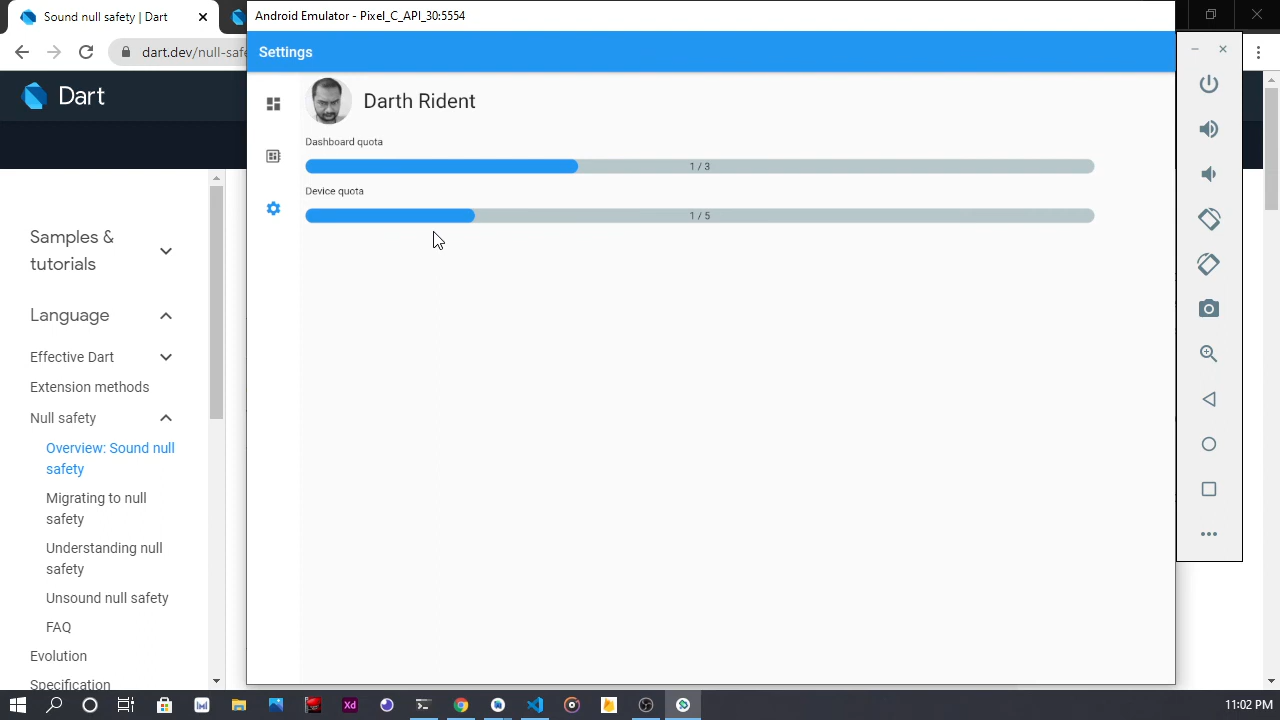 Sound null safety | Dart
Android Emulator - Pixel_C_API_30:5554
dart.dev/null-safe
Dart
Samples &
tutorials
Language
Effective Dart
Extension methods
Null safety
Overview: Sound null
safety
Migrating to null
safety
Understanding null
safety
Unsound null safety
FAQ
Evolution
Specification
Settings
Darth Rident
Dashboard quota
1 / 3
Device quota
1 / 5
Xd
11:02 PM